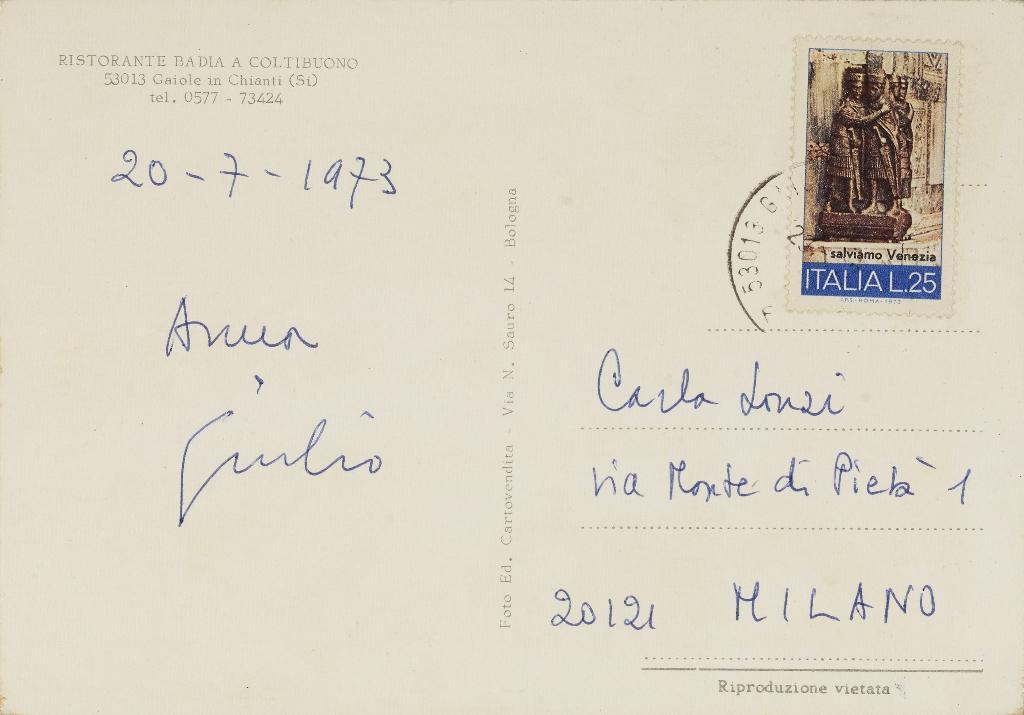 RISTORANTE BADIA A COLTIBUONO
53013 Gaiole in Chianti (Si)
tel. 0577 - 73424
20-7-1973
Anna
Giulio
Foto Ed. Cartovendita - Via N. Sauro 14 - Bologna
53013 G
salviamo Venezia
ITALIA L.25
I.P.S.-ROMA-1973
Carla Lonzi
via Monte di Pietà 1
20121 MILANO
Riproduzione vietata